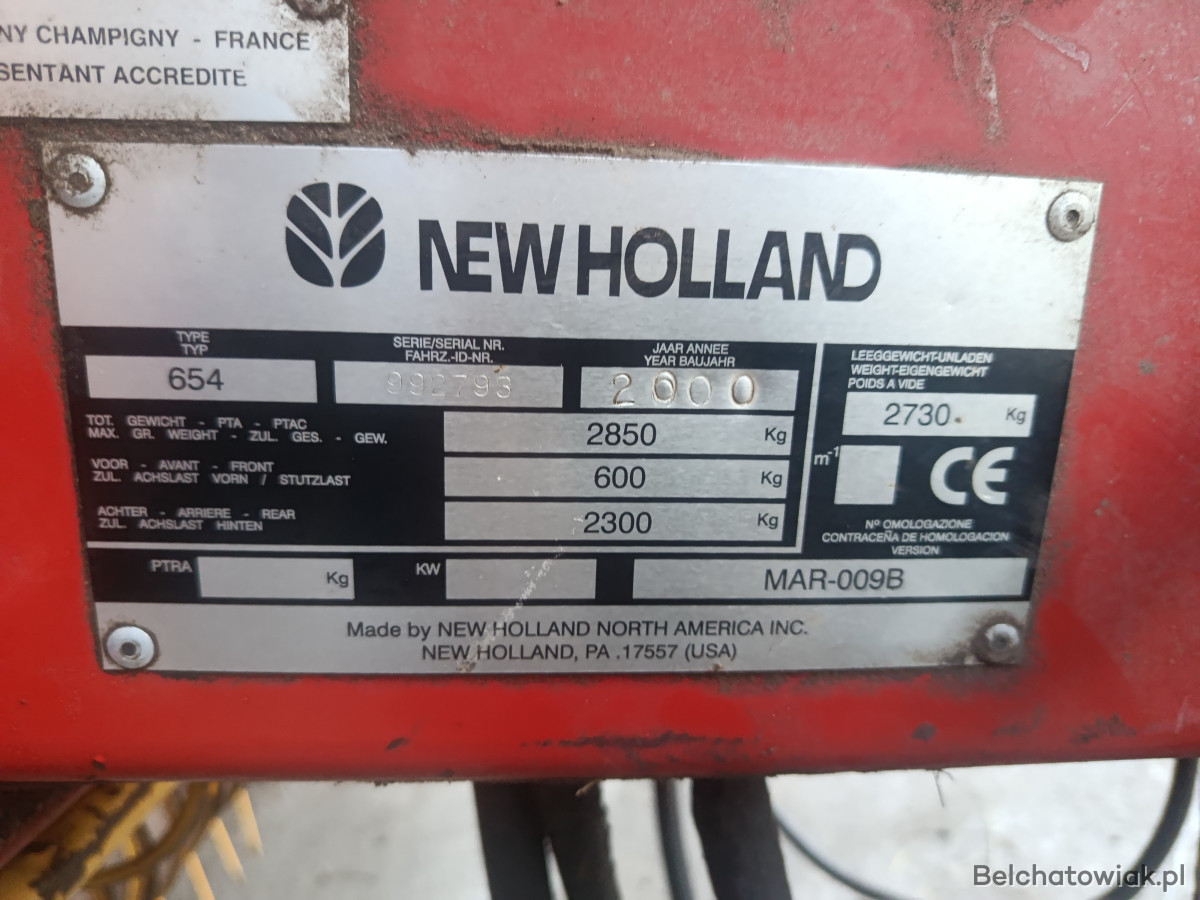 NY CHAMPIGNY - FRANCE
SENTANT ACCREDITE
NEW HOLLAND
TYPE
TYP
654
SERIE/SERIAL NR.
FAHRZ.-ID-NR.
992793
JAAR ANNEE
YEAR BAUJAHR
2000
LEEGGEWICHT-UNLADEN
WEIGHT-EIGENGEWICHT
POIDS A VIDE
2730 Kg
TOT. GEWICHT - PTA - PTAC
MAX. GR. WEIGHT - ZUL. GES. - GEW.
2850 Kg
VOOR - AVANT - FRONT
ZUL. ACHSLAST VORN / STUTZLAST
600 Kg
ACHTER - ARRIERE - REAR
ZUL. ACHSLAST HINTEN
2300 Kg
m-1
CE
Nº OMOLOGAZIONE
CONTRACEÑA DE HOMOLOGACION
VERSION
PTRA Kg
KW
MAR-009B
Made by NEW HOLLAND NORTH AMERICA INC.
NEW HOLLAND, PA .17557 (USA)
Belchatowiak.pl